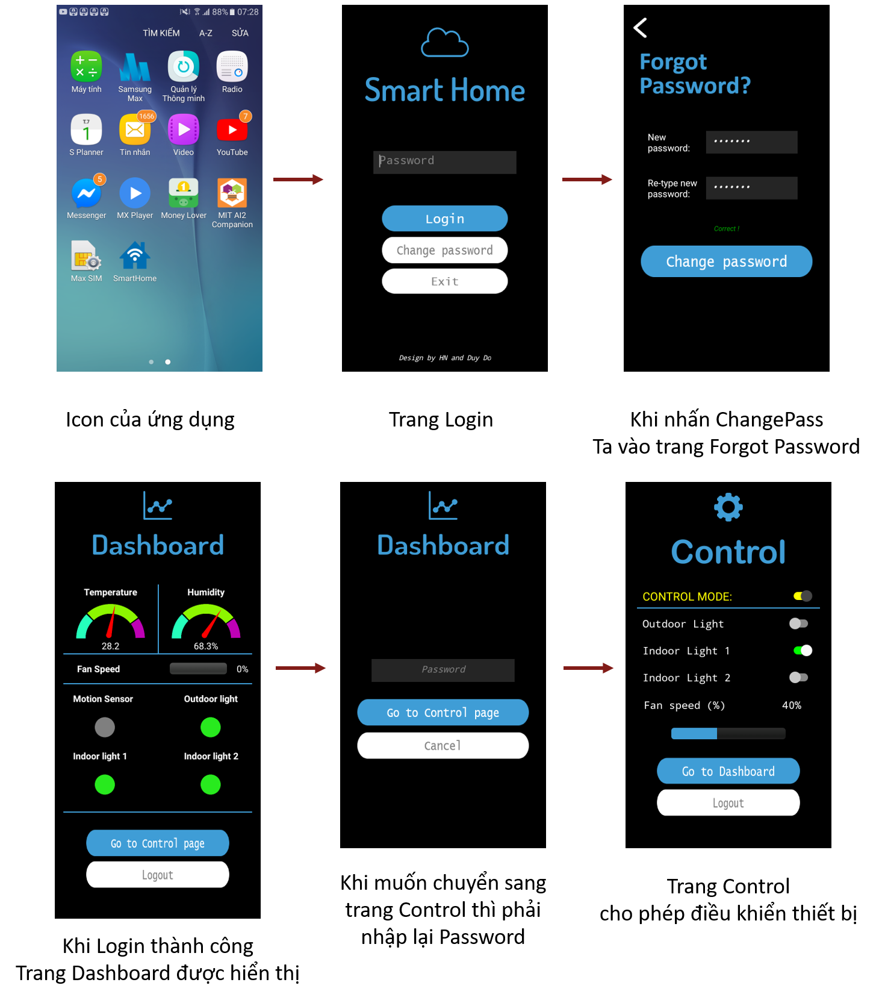 88% 07:28
TÌM KIẾM A-Z SỬA
Máy tính
Samsung
Max
Quản lý
Thông minh
Radio
T.7
1
S Planner
1656
Tin nhắn
Video
7
YouTube
5
Messenger
MX Player
1
Money Lover
MIT AI2
Companion
Max SIM
SmartHome
Icon của ứng dụng
Smart Home
Password
Login
Change password
Exit
Design by HN and Duy Do
Trang Login
Forgot
Password?
New
password:
•••••••
Re-type new
password:
•••••••
Correct !
Change password
Khi nhấn ChangePass
Ta vào trang Forgot Password
Dashboard
Temperature Humidity
28.2 68.3%
Fan Speed 0%
Motion Sensor Outdoor light
Indoor light 1 Indoor light 2
Go to Control page
Logout
Khi Login thành công
Trang Dashboard được hiển thị
Dashboard
Password
Go to Control page
Cancel
Khi muốn chuyển sang
trang Control thì phải
nhập lại Password
Control
CONTROL MODE:
Outdoor Light
Indoor Light 1
Indoor Light 2
Fan speed (%) 40%
Go to Dashboard
Logout
Trang Control
cho phép điều khiển thiết bị